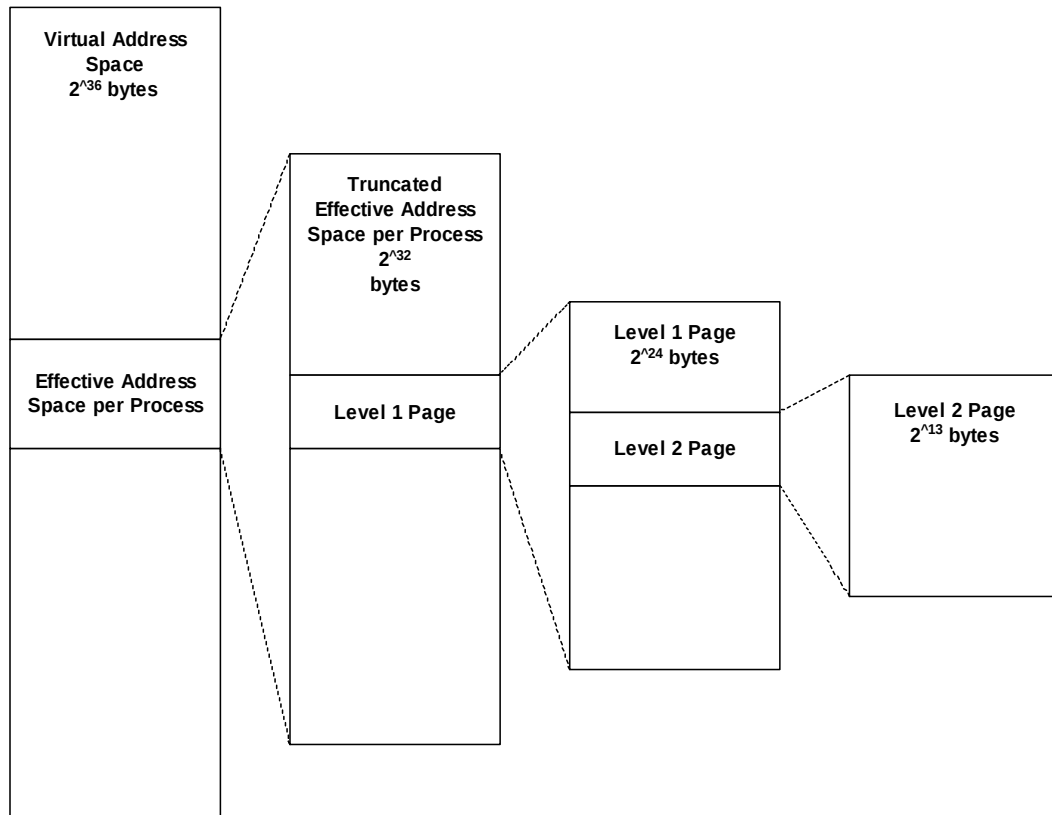 Virtual Address
Space
2^36 bytes
Effective Address
Space per Process
Truncated
Effective Address
Space per Process
2^32
bytes
Level 1 Page
Level 1 Page
2^24 bytes
Level 2 Page
Level 2 Page
2^13 bytes